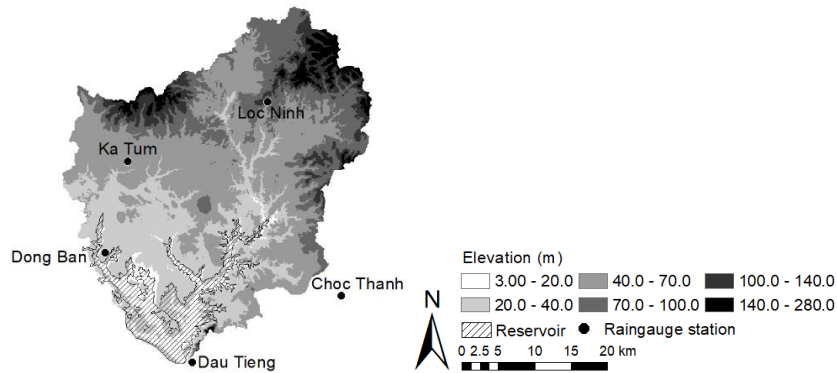 Loc Ninh
Ka Tum
Dong Ban
Choc Thanh
Dau Tieng
N
Elevation (m)
3.00 - 20.0 40.0 - 70.0 100.0 - 140.0
20.0 - 40.0 70.0 - 100.0 140.0 - 280.0
Reservoir Raingauge station
0 2.5 5 10 15 20 km